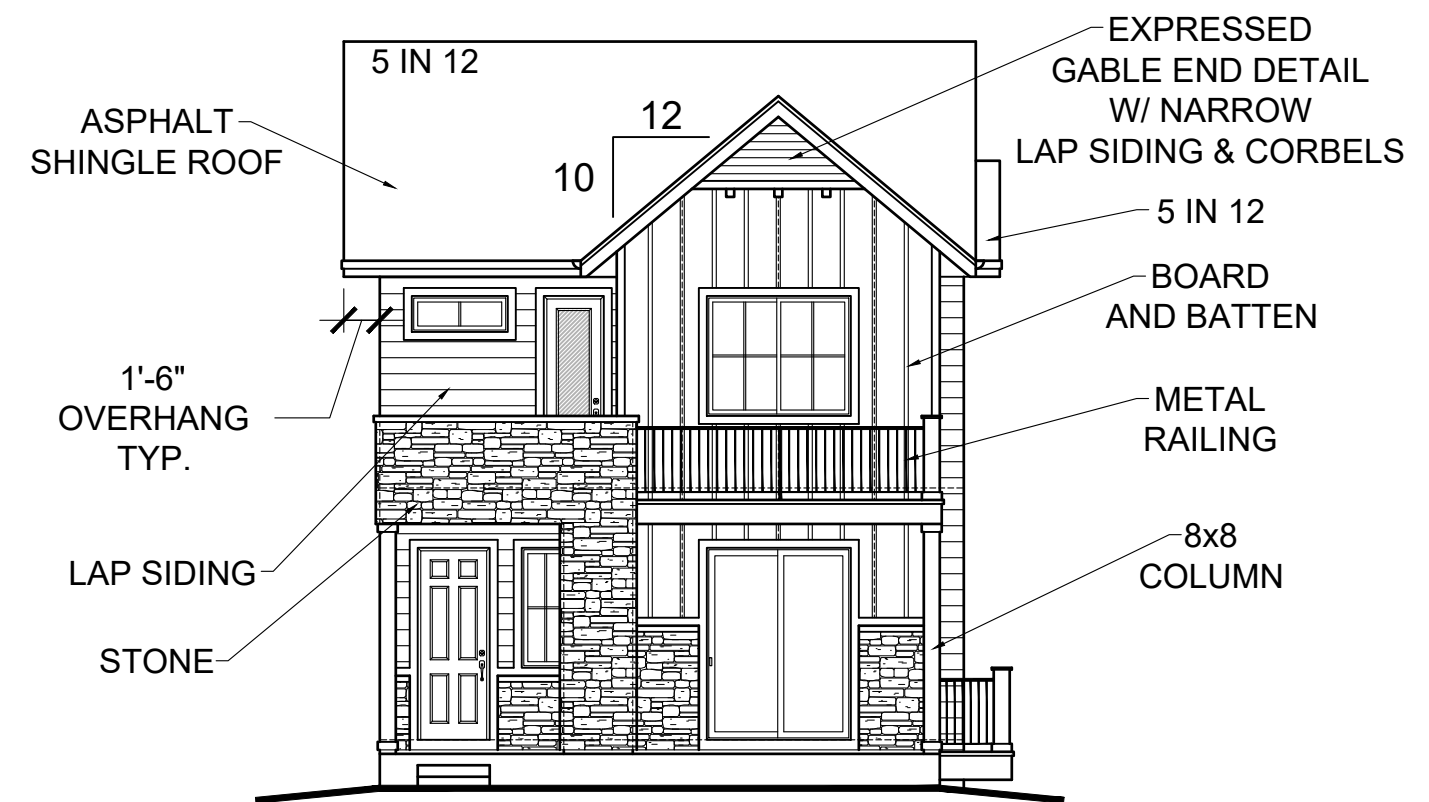 5 IN 12
ASPHALT
SHINGLE ROOF
12
10
EXPRESSED
GABLE END DETAIL
W/ NARROW
LAP SIDING & CORBELS
5 IN 12
BOARD
AND BATTEN
1'-6"
OVERHANG
TYP.
METAL
RAILING
LAP SIDING
8x8
COLUMN
STONE